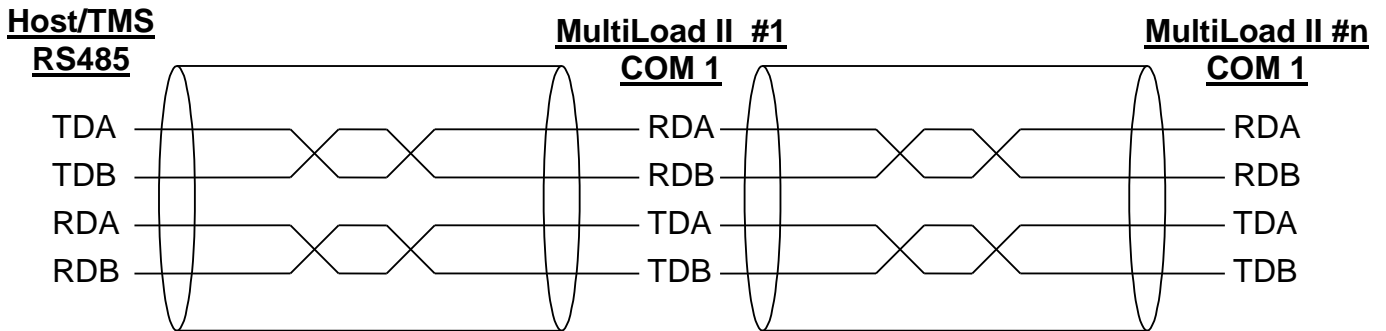 Host/TMS
RS485
MultiLoad II  #1
COM 1
MultiLoad II #n
COM 1
TDA
RDA
RDA
TDB
RDB
RDB
RDA
TDA
TDA
RDB
TDB
TDB